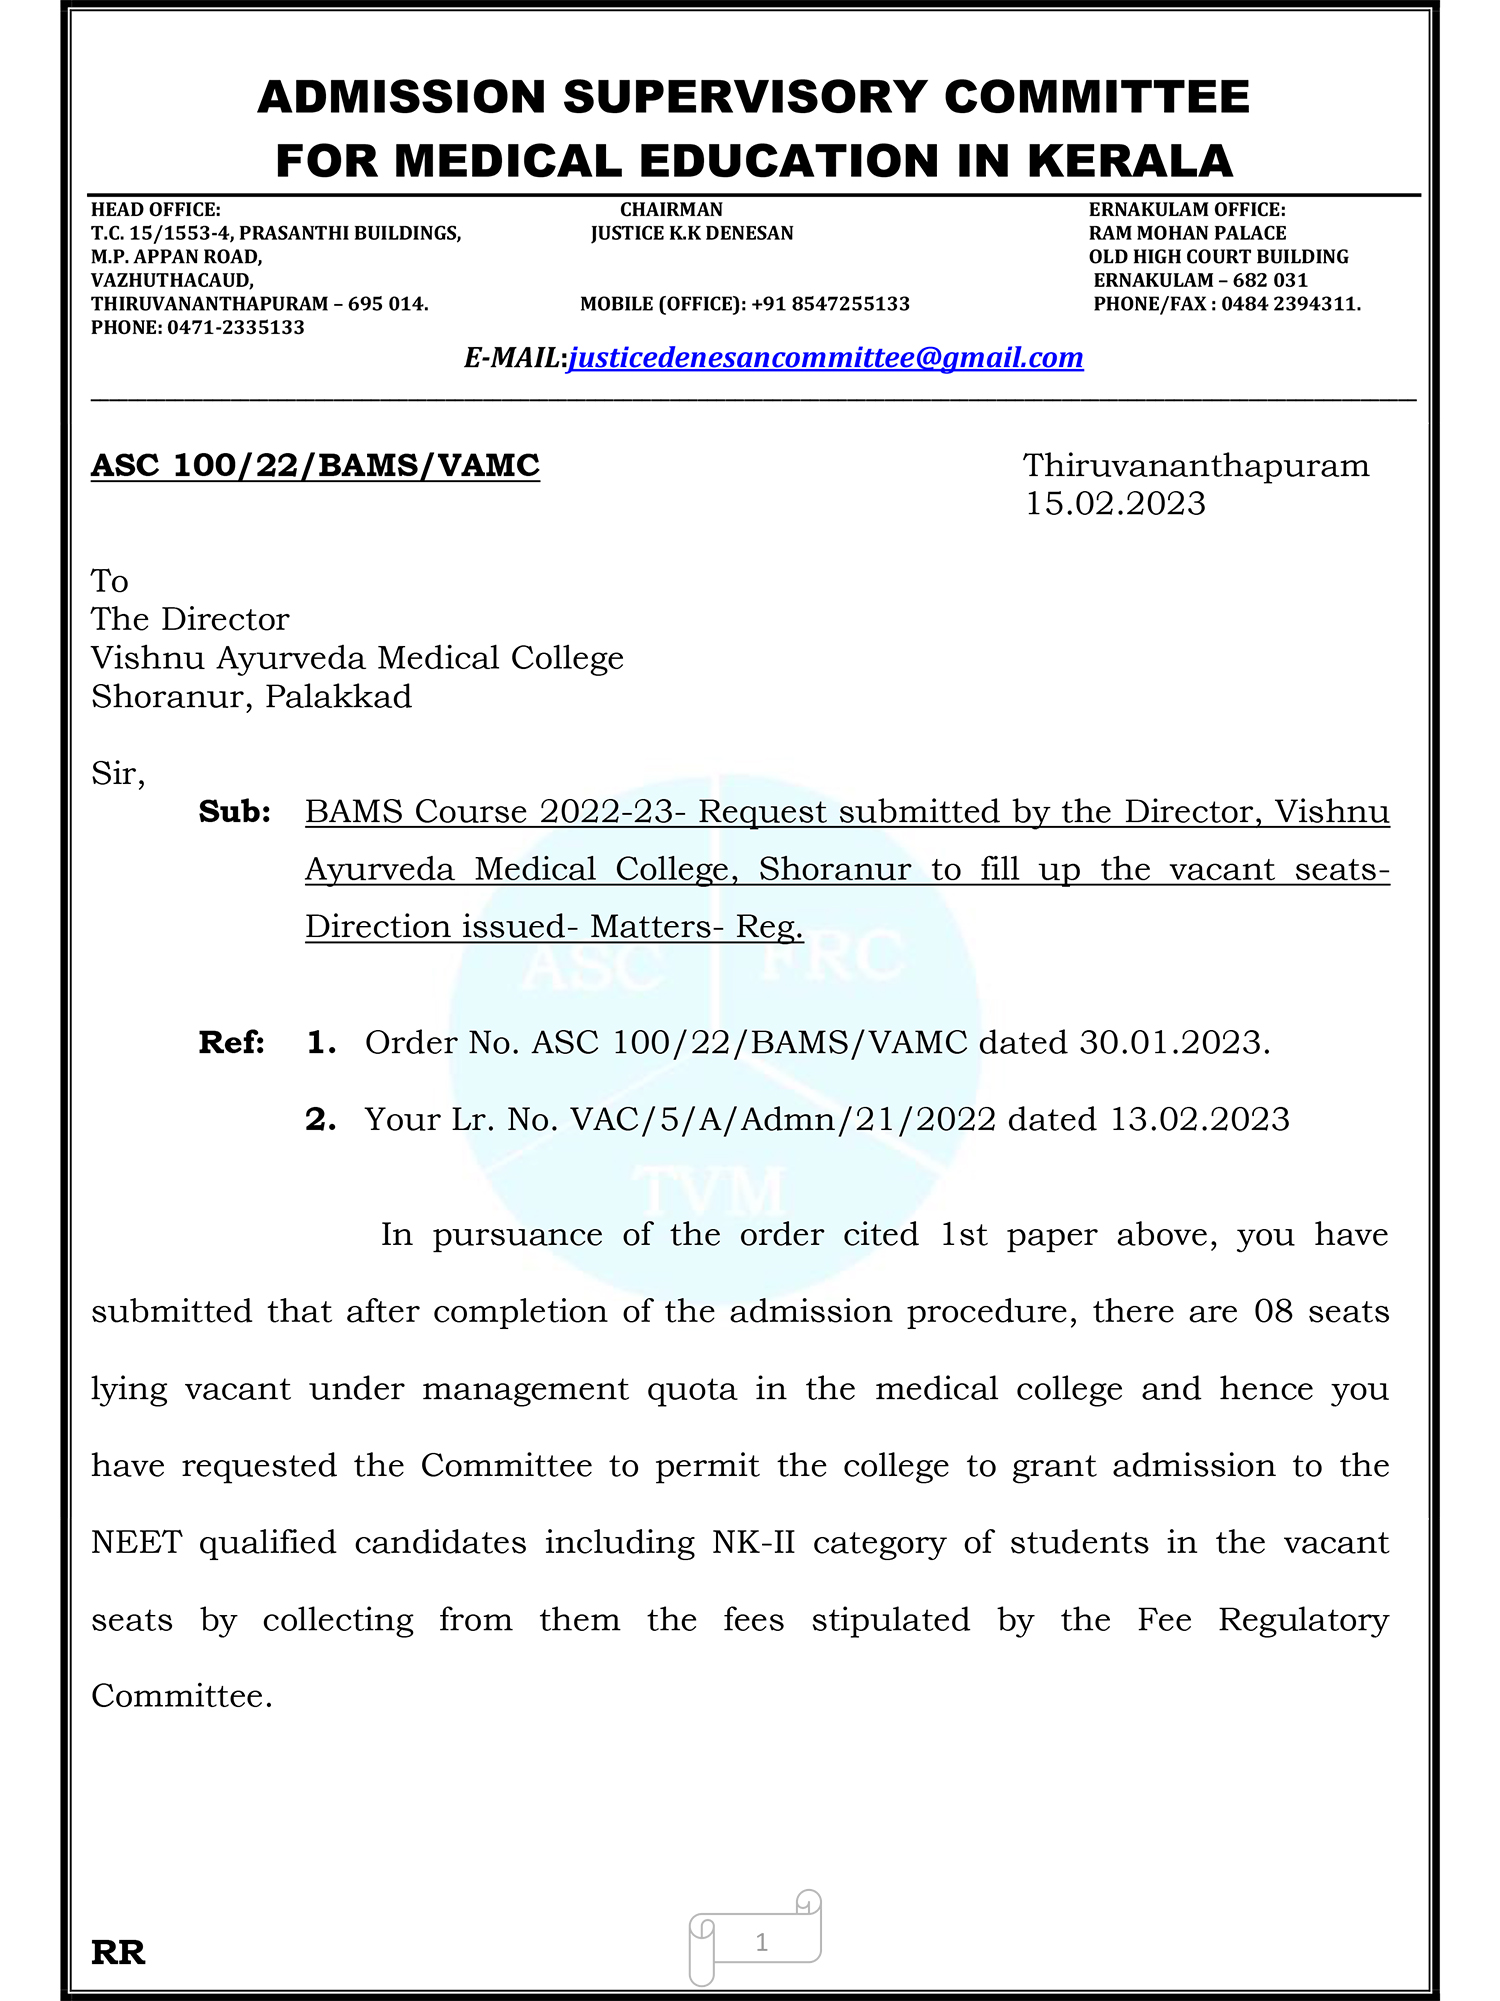 ADMISSION SUPERVISORY COMMITTEE
FOR MEDICAL EDUCATION IN KERALA
HEAD OFFICE: CHAIRMAN ERNAKULAM OFFICE:
T.C. 15/1553-4, PRASANTHI BUILDINGS, JUSTICE K.K DENESAN RAM MOHAN PALACE
M.P. APPAN ROAD, OLD HIGH COURT BUILDING
VAZHUTHACAUD, ERNAKULAM – 682 031
THIRUVANANTHAPURAM – 695 014. MOBILE (OFFICE): +91 8547255133 PHONE/FAX : 0484 2394311.
PHONE: 0471-2335133
E-MAIL:justicedenesancommittee@gmail.com
ASC 100/22/BAMS/VAMC Thiruvananthapuram
15.02.2023
To
The Director
Vishnu Ayurveda Medical College
Shoranur, Palakkad
Sir,
Sub: BAMS Course 2022-23- Request submitted by the Director, Vishnu
Ayurveda Medical College, Shoranur to fill up the vacant seats-
Direction issued- Matters- Reg.
ASC FRC
Ref: 1. Order No. ASC 100/22/BAMS/VAMC dated 30.01.2023.
2. Your Lr. No. VAC/5/A/Admn/21/2022 dated 13.02.2023
TVM
In pursuance of the order cited 1st paper above, you have
submitted that after completion of the admission procedure, there are 08 seats
lying vacant under management quota in the medical college and hence you
have requested the Committee to permit the college to grant admission to the
NEET qualified candidates including NK-II category of students in the vacant
seats by collecting from them the fees stipulated by the Fee Regulatory
Committee.
RR 1